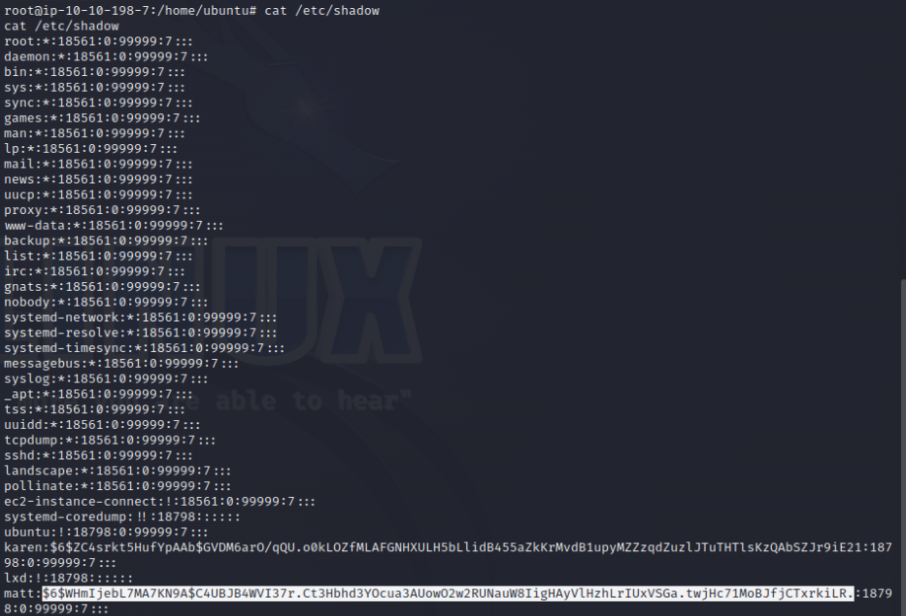 root@ip-10-10-198-7:/home/ubuntu# cat /etc/shadow
cat /etc/shadow
root:*:18561:0:99999:7:::
daemon:*:18561:0:99999:7:::
bin:*:18561:0:99999:7:::
sys:*:18561:0:99999:7:::
sync:*:18561:0:99999:7:::
games:*:18561:0:99999:7:::
man:*:18561:0:99999:7:::
lp:*:18561:0:99999:7:::
mail:*:18561:0:99999:7:::
news:*:18561:0:99999:7:::
uucp:*:18561:0:99999:7:::
proxy:*:18561:0:99999:7:::
www-data:*:18561:0:99999:7:::
backup:*:18561:0:99999:7:::
list:*:18561:0:99999:7:::
irc:*:18561:0:99999:7:::
gnats:*:18561:0:99999:7:::
nobody:*:18561:0:99999:7:::
systemd-network:*:18561:0:99999:7:::
systemd-resolve:*:18561:0:99999:7:::
systemd-timesync:*:18561:0:99999:7:::
messagebus:*:18561:0:99999:7:::
syslog:*:18561:0:99999:7:::
_apt:*:18561:0:99999:7:::
able to hear"
tss:*:18561:0:99999:7:::
uuidd:*:18561:0:99999:7:::
tcpdump:*:18561:0:99999:7:::
sshd:*:18561:0:99999:7:::
landscape:*:18561:0:99999:7:::
pollinate:*:18561:0:99999:7:::
ec2-instance-connect:!:18561:0:99999:7:::
systemd-coredump:!!:18798::::::
ubuntu:!:18798:0:99999:7:::
karen:$6$ZC4srkt5HufYpAAb$GVDM6arO/qQU.o0kLOZfMLAFGNHXULH5bLlidB455aZkKrMvdB1upyMZZzqdZuzlJTuTHTlsKzQAbSZJr9iE21:187
98:0:99999:7:::
lxd:!:18798::::::
matt:$6$WHmIjebL7MA7KN9A$C4UBJB4WVI37r.Ct3Hbhd3YOcua3AUowO2w2RUNauW8IigHAyVlHzhLrIUxVSGa.twjHc71MoBJfjCTxrkiLR.:1879
8:0:99999:7:::